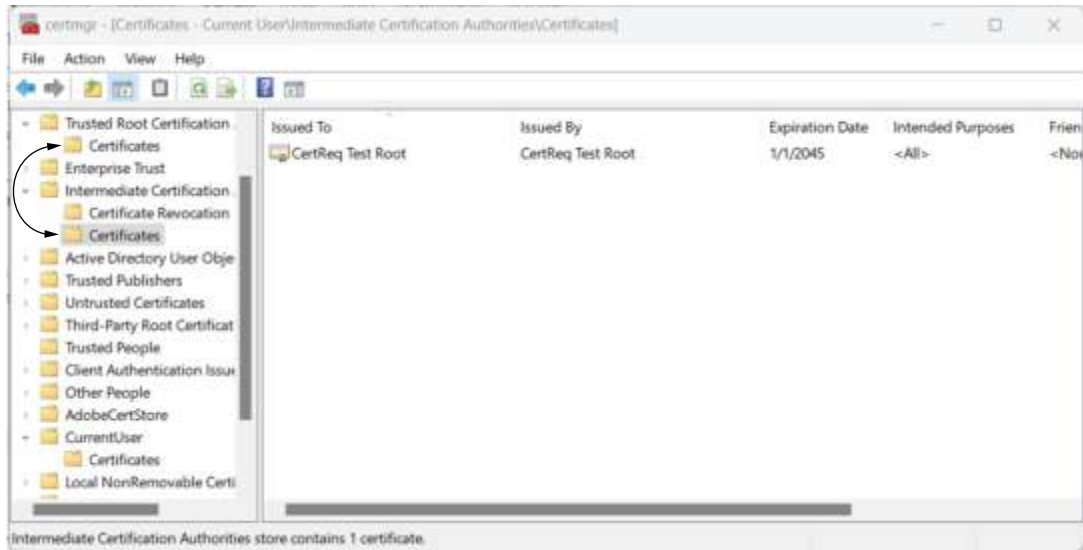 certmgr - [Certificates - Current User\Intermediate Certification Authorities\Certificates]
File Action View Help
Trusted Root Certification
Certificates
Enterprise Trust
Intermediate Certification
Certificate Revocation
Certificates
Active Directory User Obje
Trusted Publishers
Untrusted Certificates
Third-Party Root Certificat
Trusted People
Client Authentication Issue
Other People
AdobeCertStore
CurrentUser
Certificates
Local NonRemovable Certi
Issued To Issued By Expiration Date Intended Purposes Frien
CertReq Test Root CertReq Test Root 1/1/2045 <All> <No
Intermediate Certification Authorities store contains 1 certificate.